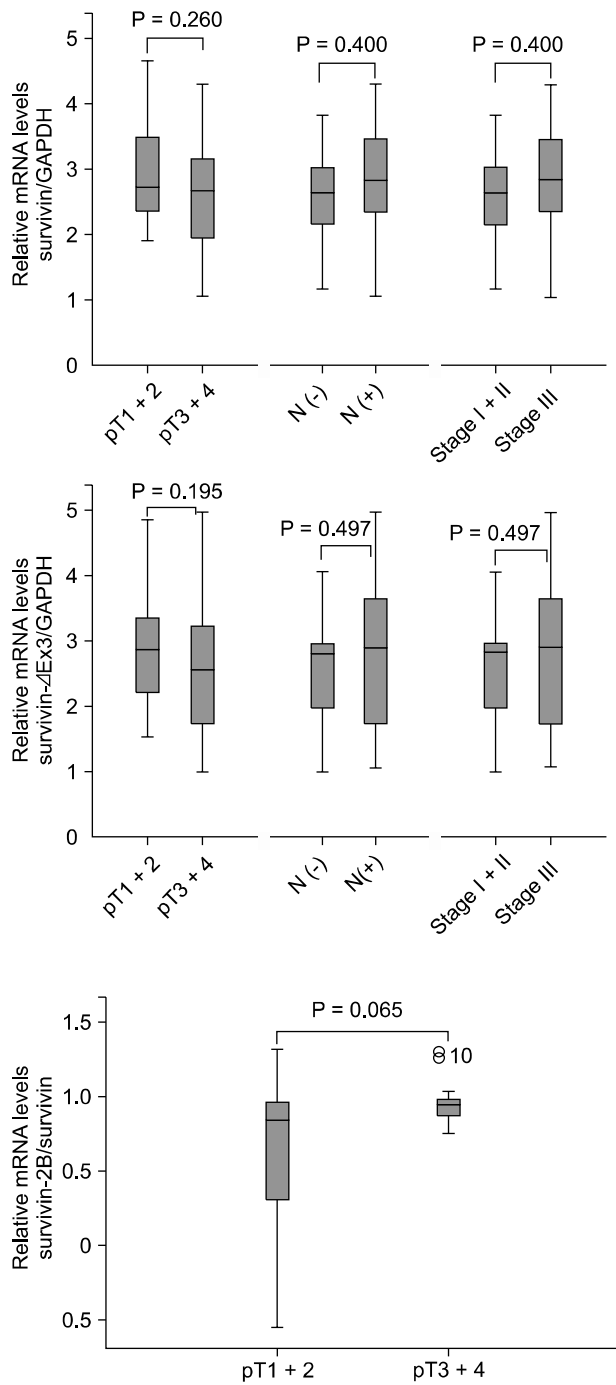 P = 0.260
P = 0.400
P = 0.400
Relative mRNA levels
survivin/GAPDH
5
4
3
2
1
0
pT1 + 2
pT3 + 4
N (-)
N (+)
Stage I + II
Stage III
P = 0.195
P = 0.497
P = 0.497
Relative mRNA levels
survivin-ΔEx3/GAPDH
5
4
3
2
1
0
pT1 + 2
pT3 + 4
N (-)
N(+)
Stage I + II
Stage III
P = 0.065
Relative mRNA levels
survivin-2B/survivin
1.5
1.0
0.5
0
0.5
10
pT1 + 2
pT3 + 4